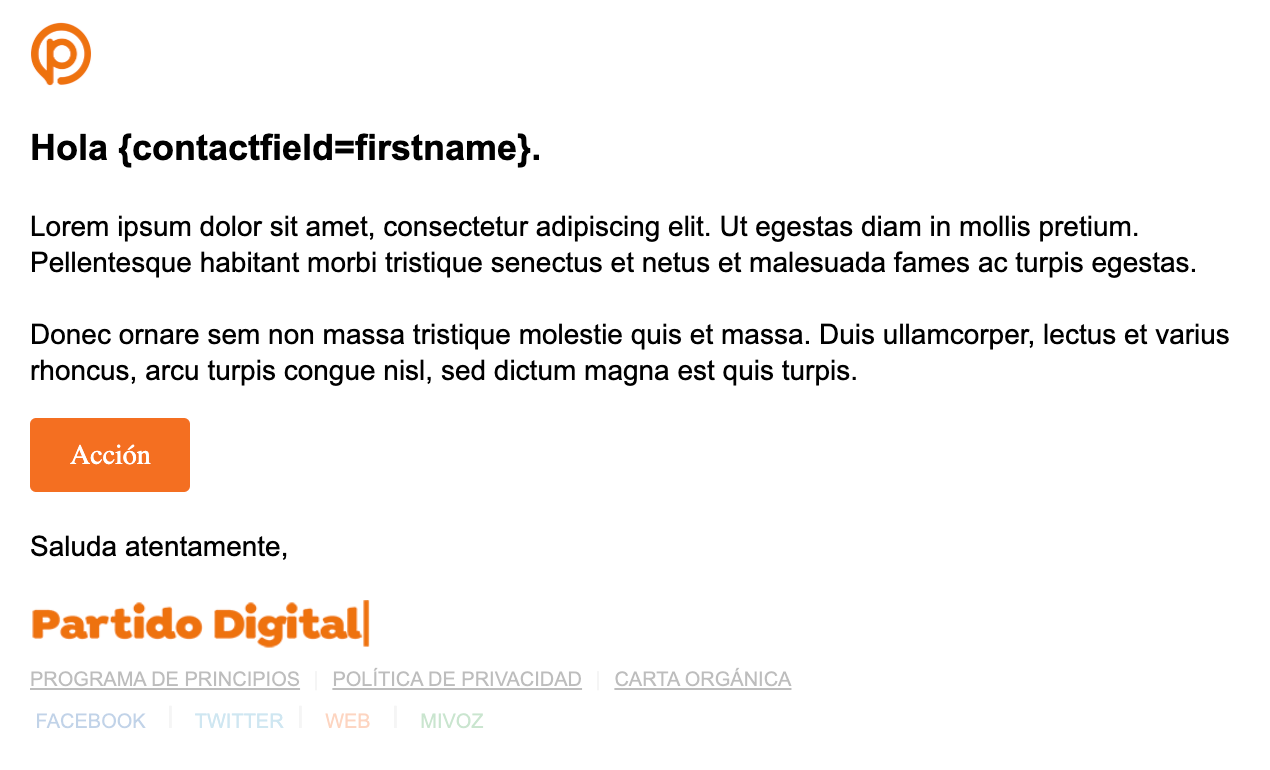 Hola {contactfield=firstname}.
Lorem ipsum dolor sit amet, consectetur adipiscing elit. Ut egestas diam in mollis pretium.
Pellentesque habitant morbi tristique senectus et netus et malesuada fames ac turpis egestas.
Donec ornare sem non massa tristique molestie quis et massa. Duis ullamcorper, lectus et varius
rhoncus, arcu turpis congue nisl, sed dictum magna est quis turpis.
Acción
Saluda atentamente,
Partido Digital|
PROGRAMA DE PRINCIPIOS | POLÍTICA DE PRIVACIDAD | CARTA ORGÁNICA
FACEBOOK | TWITTER | WEB | MIVOZ